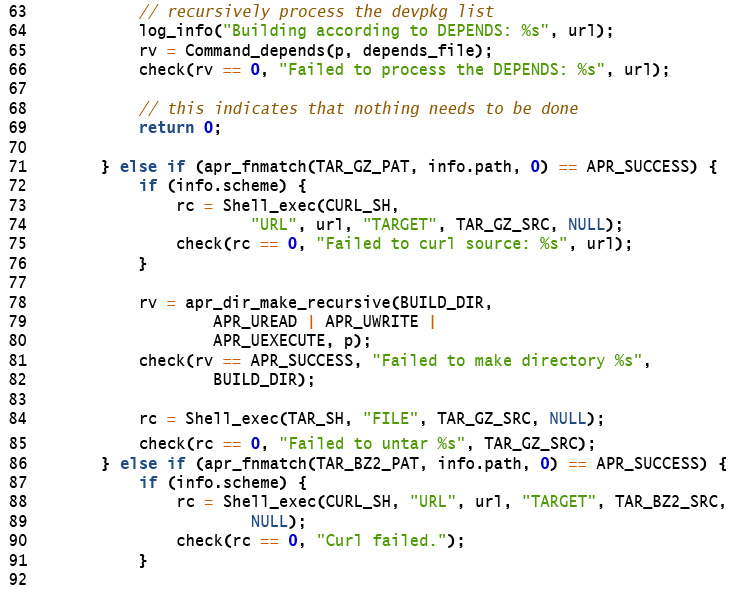 63 // recursively process the devpkg list
64 log_info("Building according to DEPENDS: %s", url);
65 rv = Command_depends(p, depends_file);
66 check(rv == 0, "Failed to process the DEPENDS: %s", url);
67
68 // this indicates that nothing needs to be done
69 return 0;
70
71 } else if (apr_fnmatch(TAR_GZ_PAT, info.path, 0) == APR_SUCCESS) {
72 if (info.scheme) {
73 rc = Shell_exec(CURL_SH,
74 "URL", url, "TARGET", TAR_GZ_SRC, NULL);
75 check(rc == 0, "Failed to curl source: %s", url);
76 }
77
78 rv = apr_dir_make_recursive(BUILD_DIR,
79 APR_UREAD | APR_UWRITE |
80 APR_UEXECUTE, p);
81 check(rv == APR_SUCCESS, "Failed to make directory %s",
82 BUILD_DIR);
83
84 rc = Shell_exec(TAR_SH, "FILE", TAR_GZ_SRC, NULL);
85 check(rc == 0, "Failed to untar %s", TAR_GZ_SRC);
86 } else if (apr_fnmatch(TAR_BZ2_PAT, info.path, 0) == APR_SUCCESS) {
87 if (info.scheme) {
88 rc = Shell_exec(CURL_SH, "URL", url, "TARGET", TAR_BZ2_SRC,
89 NULL);
90 check(rc == 0, "Curl failed.");
91 }
92